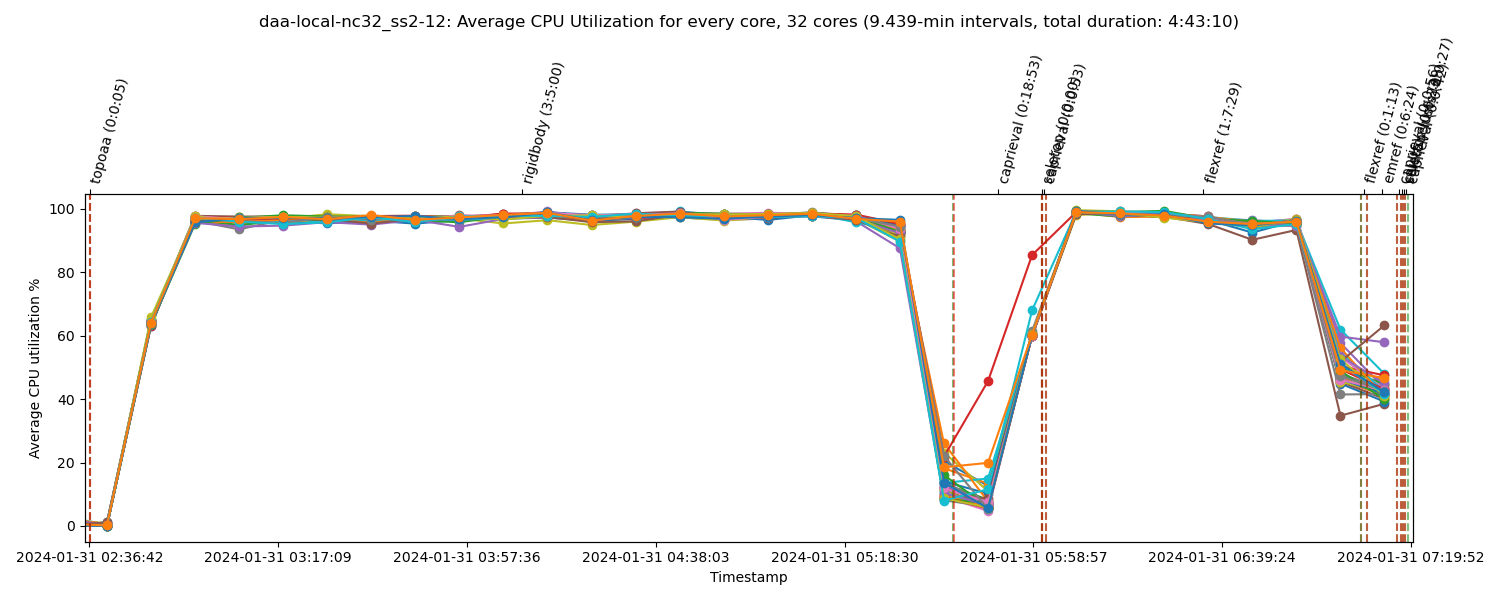 daa-local-nc32_ss2-12: Average CPU Utilization for every core, 32 cores (9.439-min intervals, total duration: 4:43:10)
topoaa (0:0:05)
rigidbody (3:5:00)
caprieval (0:18:53)
caprieval (0:0:53)
flexref (1:7:29)
flexref (0:1:13)
emref (0:6:24)
100
80
60
40
20
0
Average CPU utilization %
2024-01-31 02:36:42
2024-01-31 03:17:09
2024-01-31 03:57:36
2024-01-31 04:38:03
2024-01-31 05:18:30
2024-01-31 05:58:57
2024-01-31 06:39:24
2024-01-31 07:19:52
Timestamp